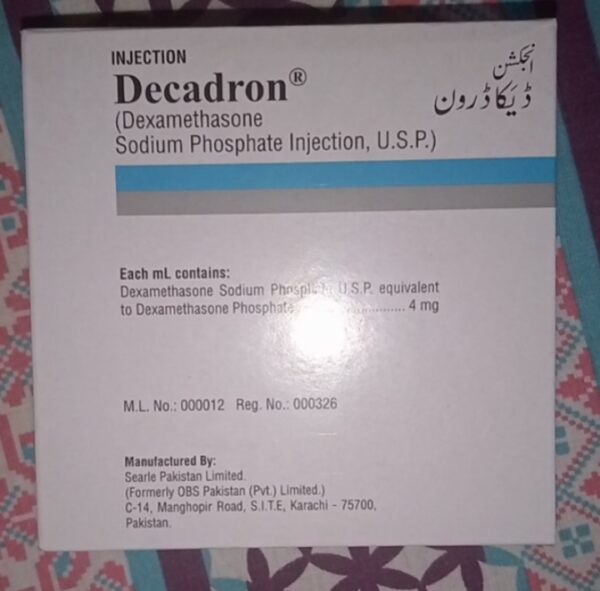 INJECTION
Decadron®
(Dexamethasone
Sodium Phosphate Injection, U.S.P.)
انجکشن
ڈیکاڈرون
Each mL contains:
Dexamethasone Sodium Phosphate U.S.P. equivalent
to Dexamethasone Phosphate .................. 4 mg
M.L. No.: 000012 Reg. No.: 000326
Manufactured By:
Searle Pakistan Limited.
(Formerly OBS Pakistan (Pvt.) Limited.)
C-14, Manghopir Road, S.I.T.E, Karachi - 75700,
Pakistan.